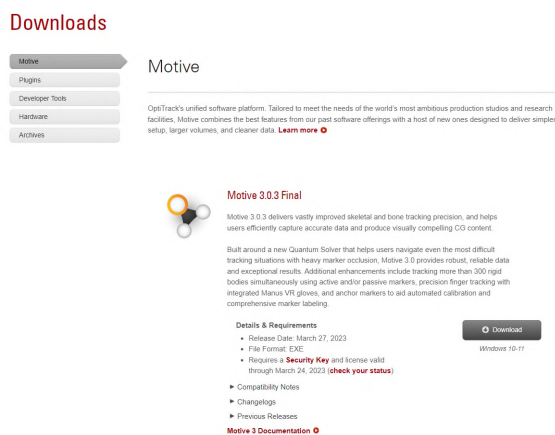 Downloads
Motive
Plugins
Developer Tools
Hardware
Archives
Motive
OptiTrack's unified software platform. Tailored to meet the needs of the world's most ambitious production studios and research
facilities, Motive combines the best features from our past software offerings with a host of new ones designed to deliver simpler
setup, larger volumes, and cleaner data. Learn more
Motive 3.0.3 Final
Motive 3.0.3 delivers vastly improved skeletal and bone tracking precision, and helps
users efficiently capture accurate data and produce visually compelling CG content.
Built around a new Quantum Solver that helps users navigate even the most difficult
tracking situations with heavy marker occlusion, Motive 3.0 provides robust, reliable data
and exceptional results. Additional enhancements include tracking more than 300 rigid
bodies simultaneously using active and/or passive markers, precision finger tracking with
integrated Manus VR gloves, and anchor markers to aid automated calibration and
comprehensive marker labeling.
Details & Requirements
• Release Date: March 27, 2023
• File Format: EXE
• Requires a Security Key and license valid
through March 24, 2023 (check your status)
Download
Windows 10-11
► Compatibility Notes
► Changelogs
► Previous Releases
Motive 3 Documentation